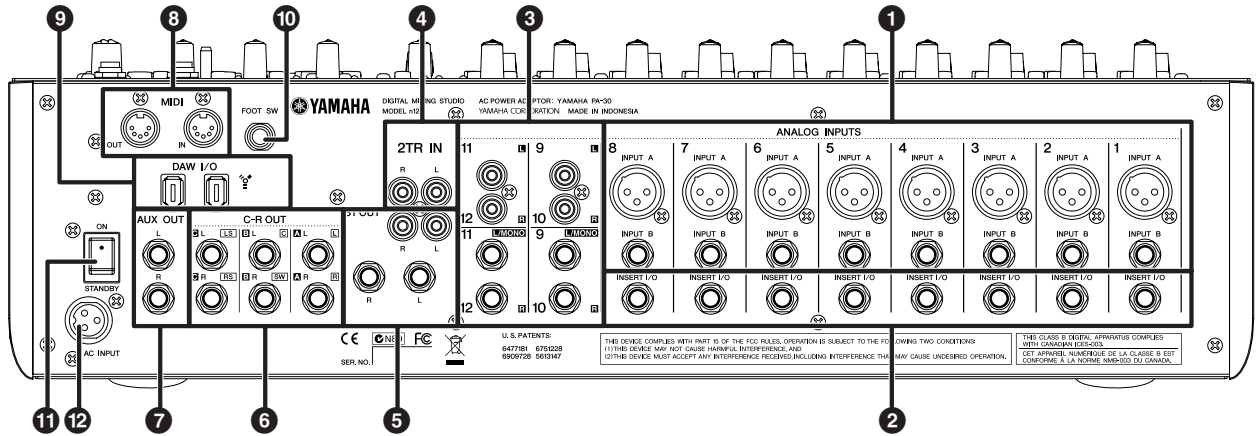 9 8 10 4 3 1
MIDI
OUT IN
FOOT SW
YAMAHA
DIGITAL MIXING STUDIO
MODEL n12
AC POWER ADAPTOR: YAMAHA PA-30
YAMAHA CORPORATION MADE IN INDONESIA
DAW I/O
2TR IN
R L
R L
11 L 9 L
12 R 10 R
11 L/MONO 9 L/MONO
12 R 10 R
ANALOG INPUTS
8 7 6 5 4 3 2 1
INPUT A INPUT A INPUT A INPUT A INPUT A INPUT A INPUT A INPUT A
INPUT B INPUT B INPUT B INPUT B INPUT B INPUT B INPUT B INPUT B
INSERT I/O INSERT I/O INSERT I/O INSERT I/O INSERT I/O INSERT I/O INSERT I/O INSERT I/O
ON
STANDBY
AC INPUT
AUX OUT
L
R
C-R OUT
C L LS B L C A L L
C R RS D R SW A R R
ST OUT
R L
CE N80 FC
SER. NO.
U. S. PATENTS:
6477181 6751228
6909728 5613147
THIS DEVICE COMPLIES WITH PART 15 OF THE FCC RULES, OPERATION IS SUBJECT TO THE FOLLOWING TWO CONDITIONS:
(1) THIS DEVICE MAY NOT CAUSE HARMFUL INTERFERENCE, AND
(2) THIS DEVICE MUST ACCEPT ANY INTERFERENCE RECEIVED, INCLUDING INTERFERENCE THAT MAY CAUSE UNDESIRED OPERATION.
THIS CLASS B DIGITAL APPARATUS COMPLIES
WITH CANADIAN ICES-003.
CET APPAREIL NUMÉRIQUE DE LA CLASSE B EST
CONFORME À LA NORME NMB-003 DU CANADA.
11 12 7 6 5 2